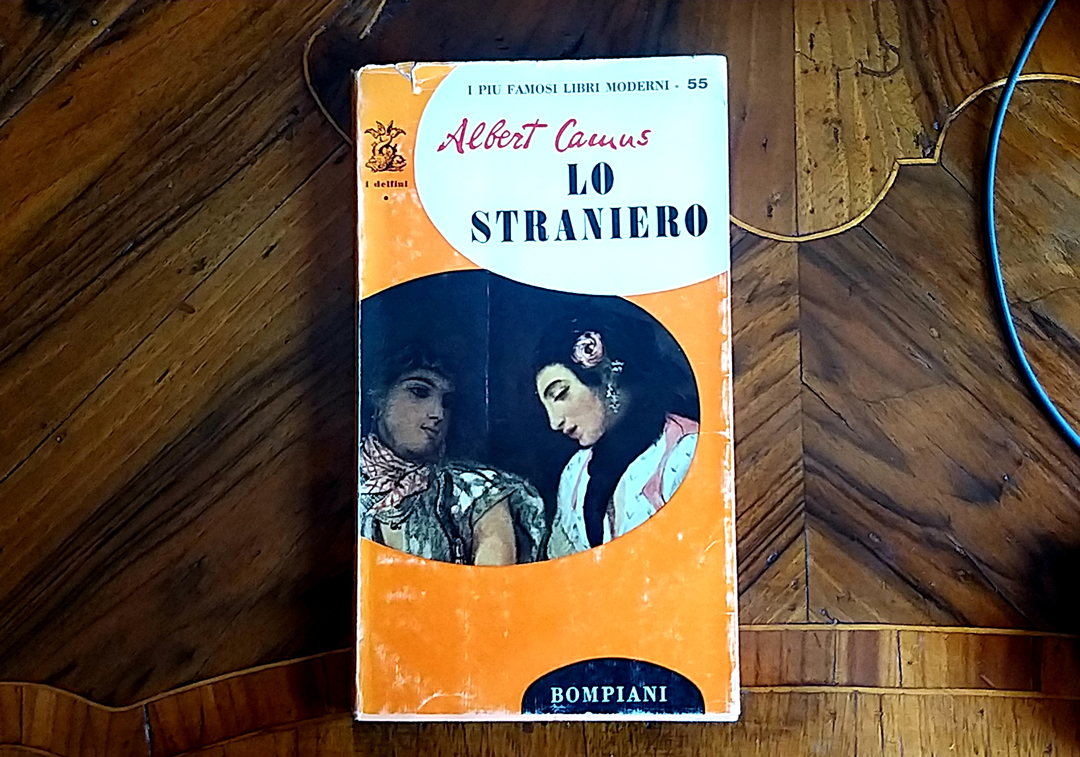 I PIU FAMOSI LIBRI MODERNI - 55
Albert Camus
i delfini
LO
STRANIERO
BOMPIANI